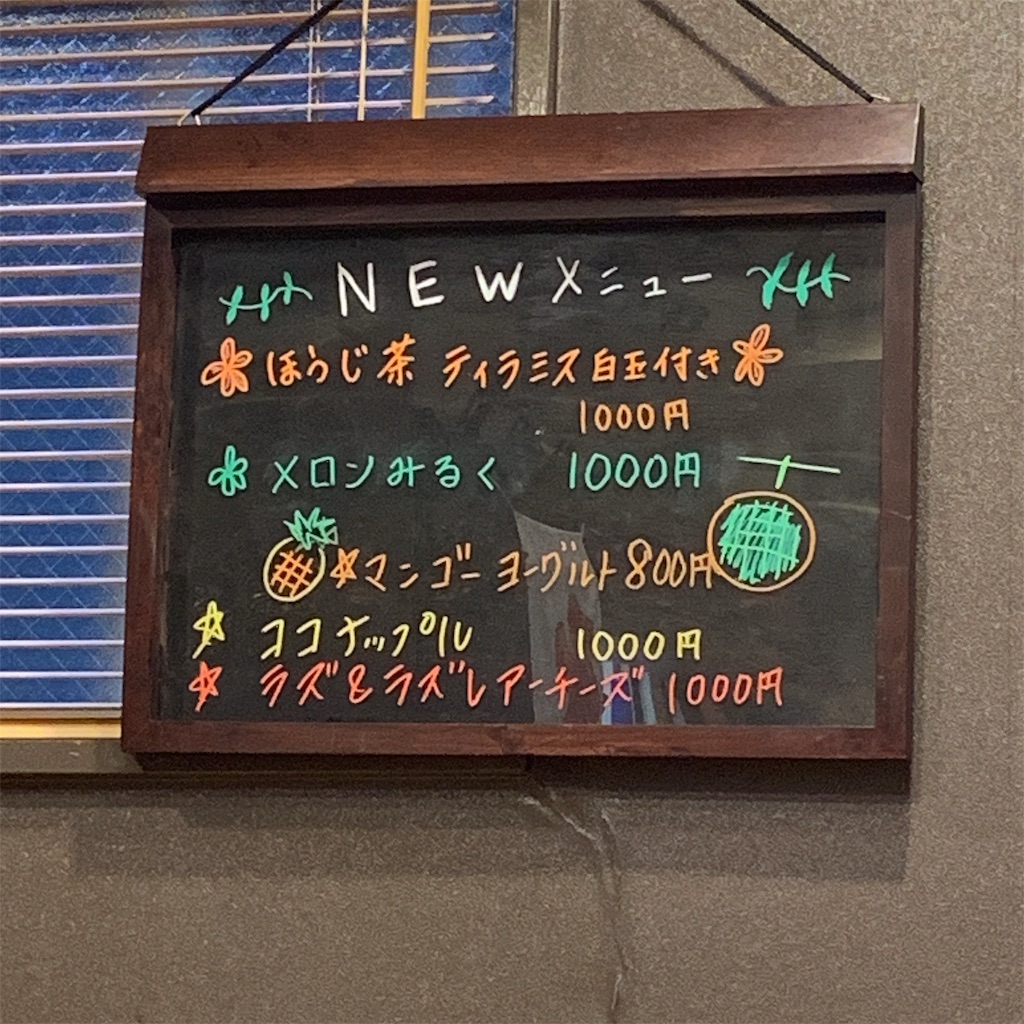 NEWメニュー
ほうじ茶 ティラミス 白玉付き
1000円
メロンみるく 1000円
マンゴー ヨーグルト 800円
ココナップル 1000円
ラズ&ラズレアーチーズ 1000円